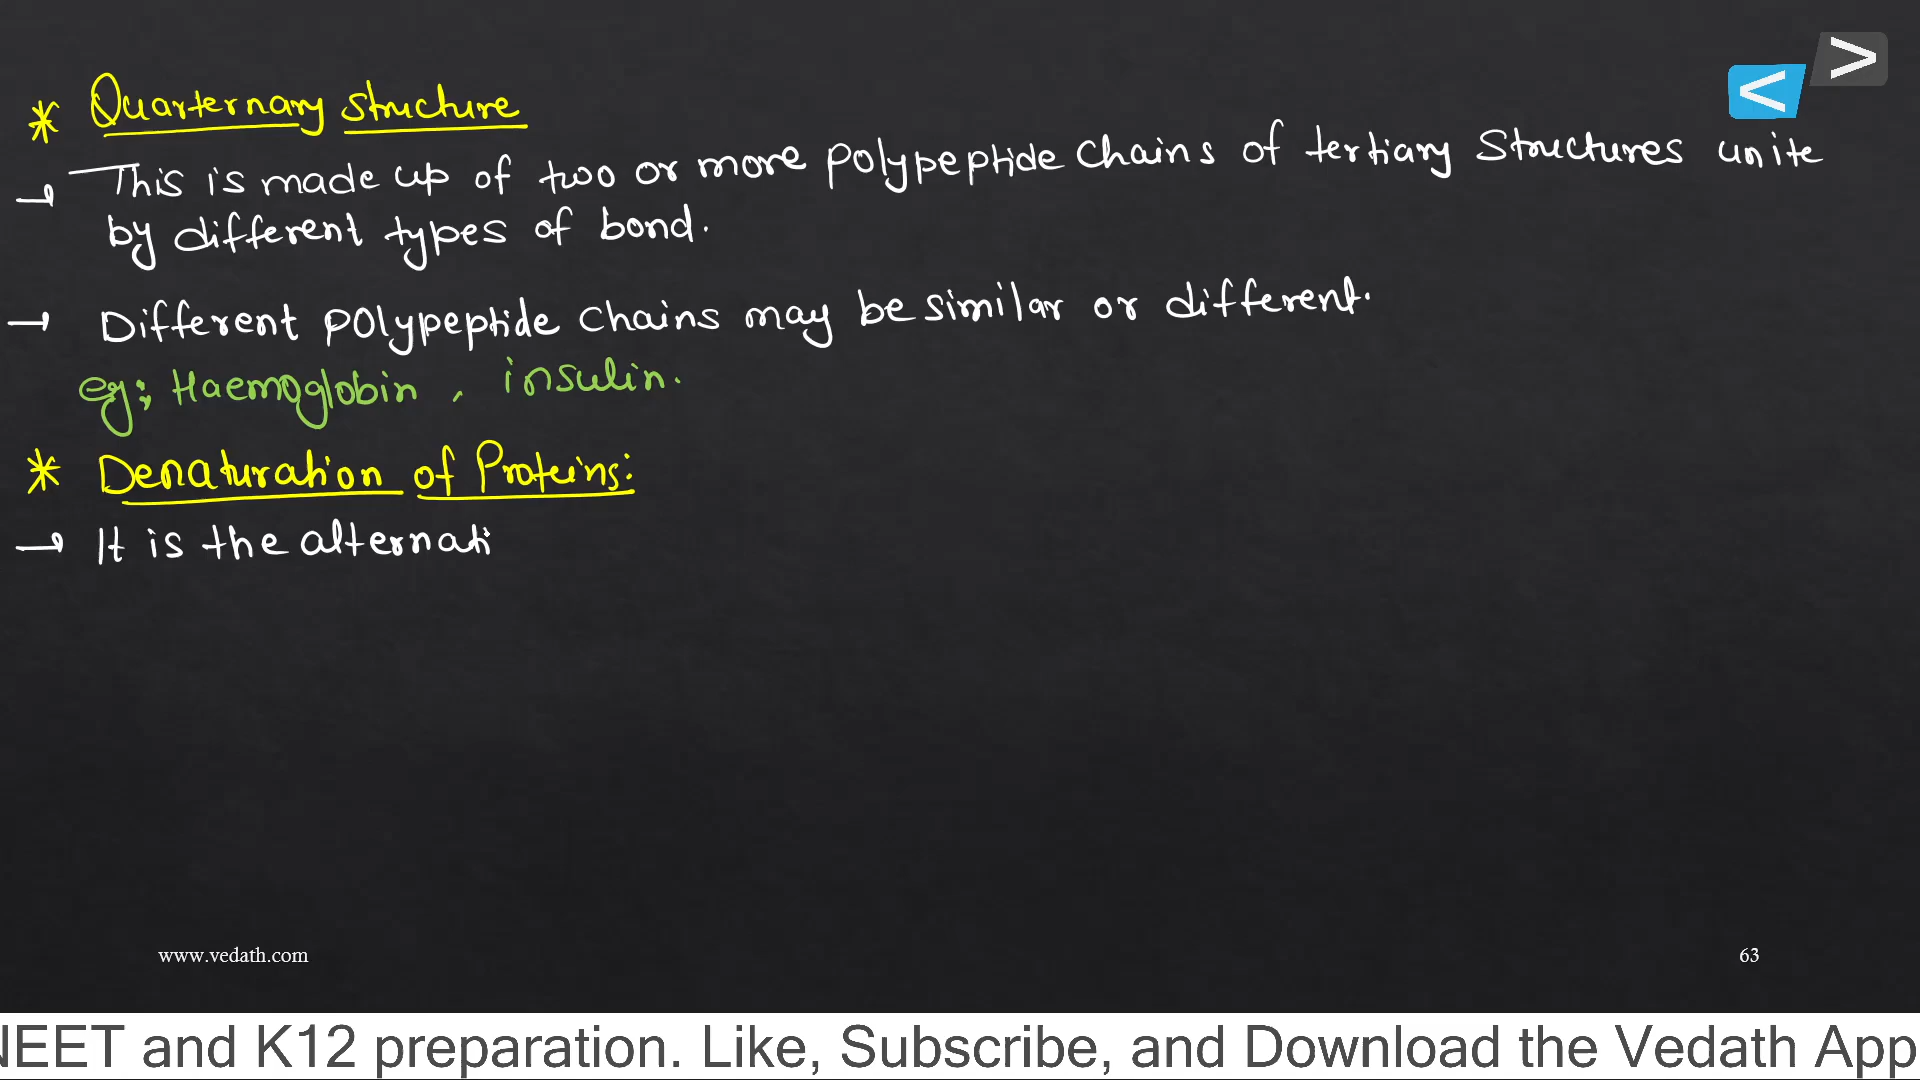 * Quarternary structure
→ This is made up of two or more polypeptide chains of tertiary structures unite
by different types of bond.
→ Different polypeptide chains may be similar or different.
eg; Haemoglobin, insulin.
* Denaturation of Proteins:
→ It is the alternati
www.vedath.com
63
NEET and K12 preparation. Like, Subscribe, and Download the Vedath App